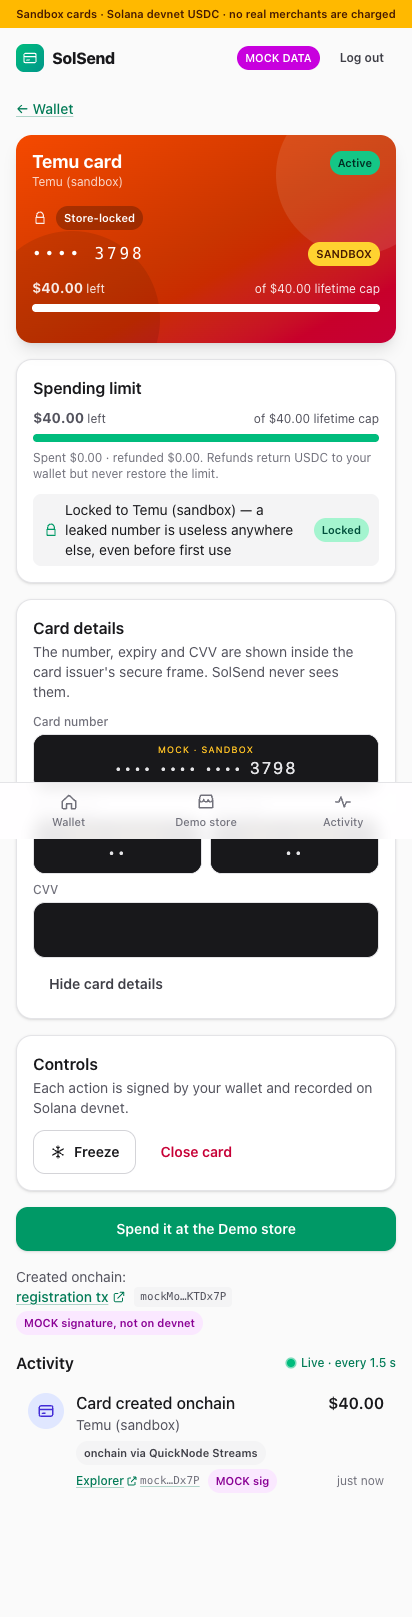 Sandbox cards · Solana devnet USDC · no real merchants are charged
SolSend
MOCK DATA
Log out
← Wallet
Temu card
Active
Temu (sandbox)
Store-locked
•••• 3798
SANDBOX
$40.00 left
of $40.00 lifetime cap
Spending limit
$40.00 left
of $40.00 lifetime cap
Spent $0.00 · refunded $0.00. Refunds return USDC to your
wallet but never restore the limit.
Locked to Temu (sandbox) — a
leaked number is useless anywhere
else, even before first use
Locked
Card details
The number, expiry and CVV are shown inside the
card issuer's secure frame. SolSend never sees
them.
Card number
MOCK · SANDBOX
•••• •••• •••• 3798
Wallet
Demo store
Activity
••
••
CVV
Hide card details
Controls
Each action is signed by your wallet and recorded on
Solana devnet.
Freeze
Close card
Spend it at the Demo store
Created onchain:
registration tx
mockMo…KTDx7P
MOCK signature, not on devnet
Activity
Live · every 1.5 s
Card created onchain
$40.00
Temu (sandbox)
onchain via QuickNode Streams
Explorer
mock…Dx7P
MOCK sig
just now